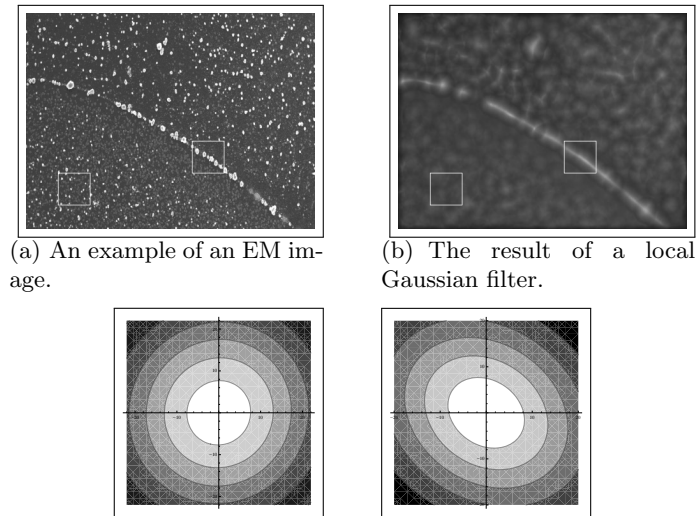 (a) An example of an EM im-
age.
(b) The result of a local
Gaussian filter.